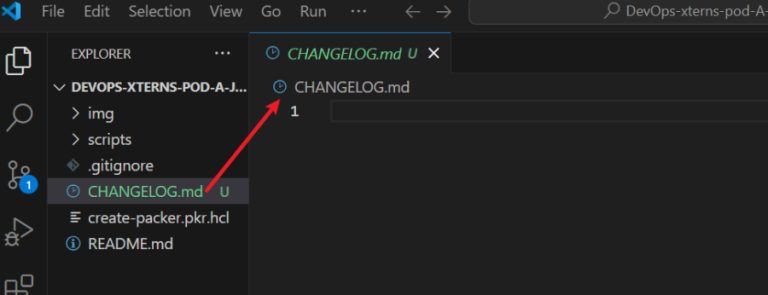 File Edit Selection View Go Run ··· DevOps-xterns-pod-A-
EXPLORER ···
CHANGELOG.md U
DEVOPS-XTERNS-POD-A-J...
CHANGELOG.md
img
1
scripts
.gitignore
CHANGELOG.md U
1
create-packer.pkr.hcl
README.md